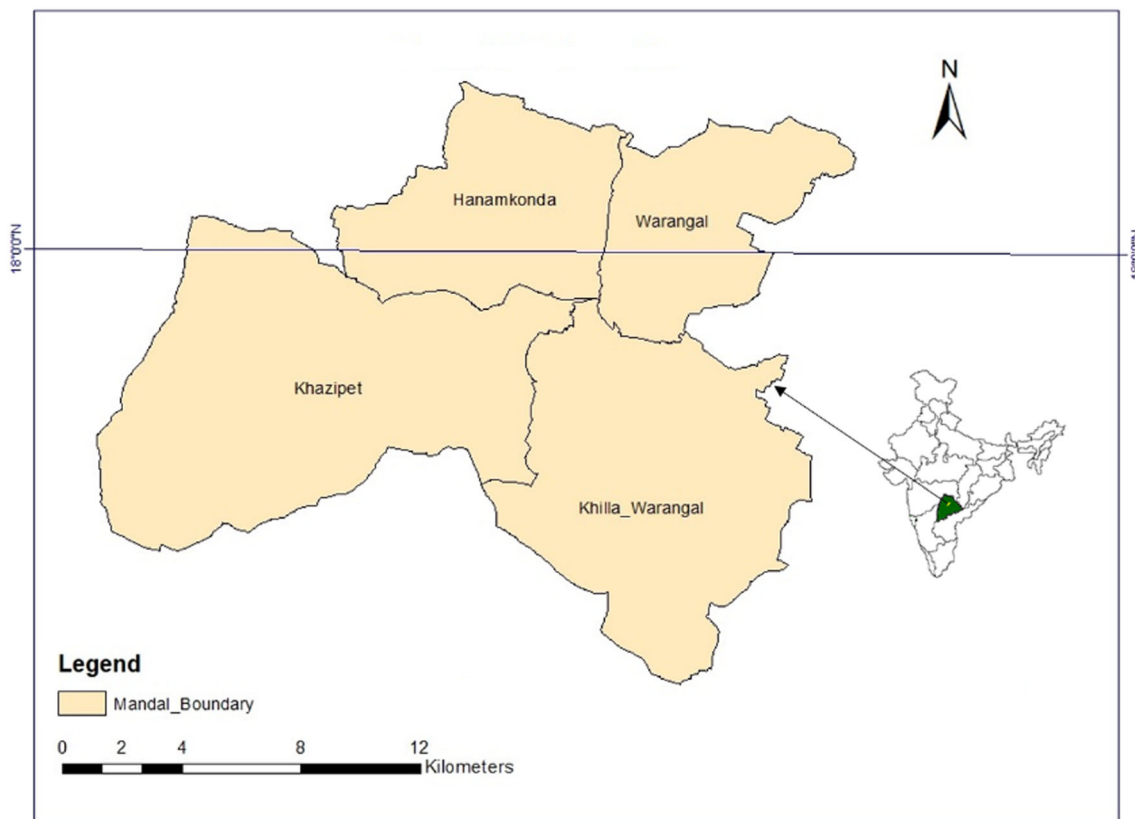 N
Hanamkonda
Warangal
18°0'0"N
Khazipet
Khilla_Warangal
Legend
Mandal_Boundary
0 2 4 8 12
Kilometers